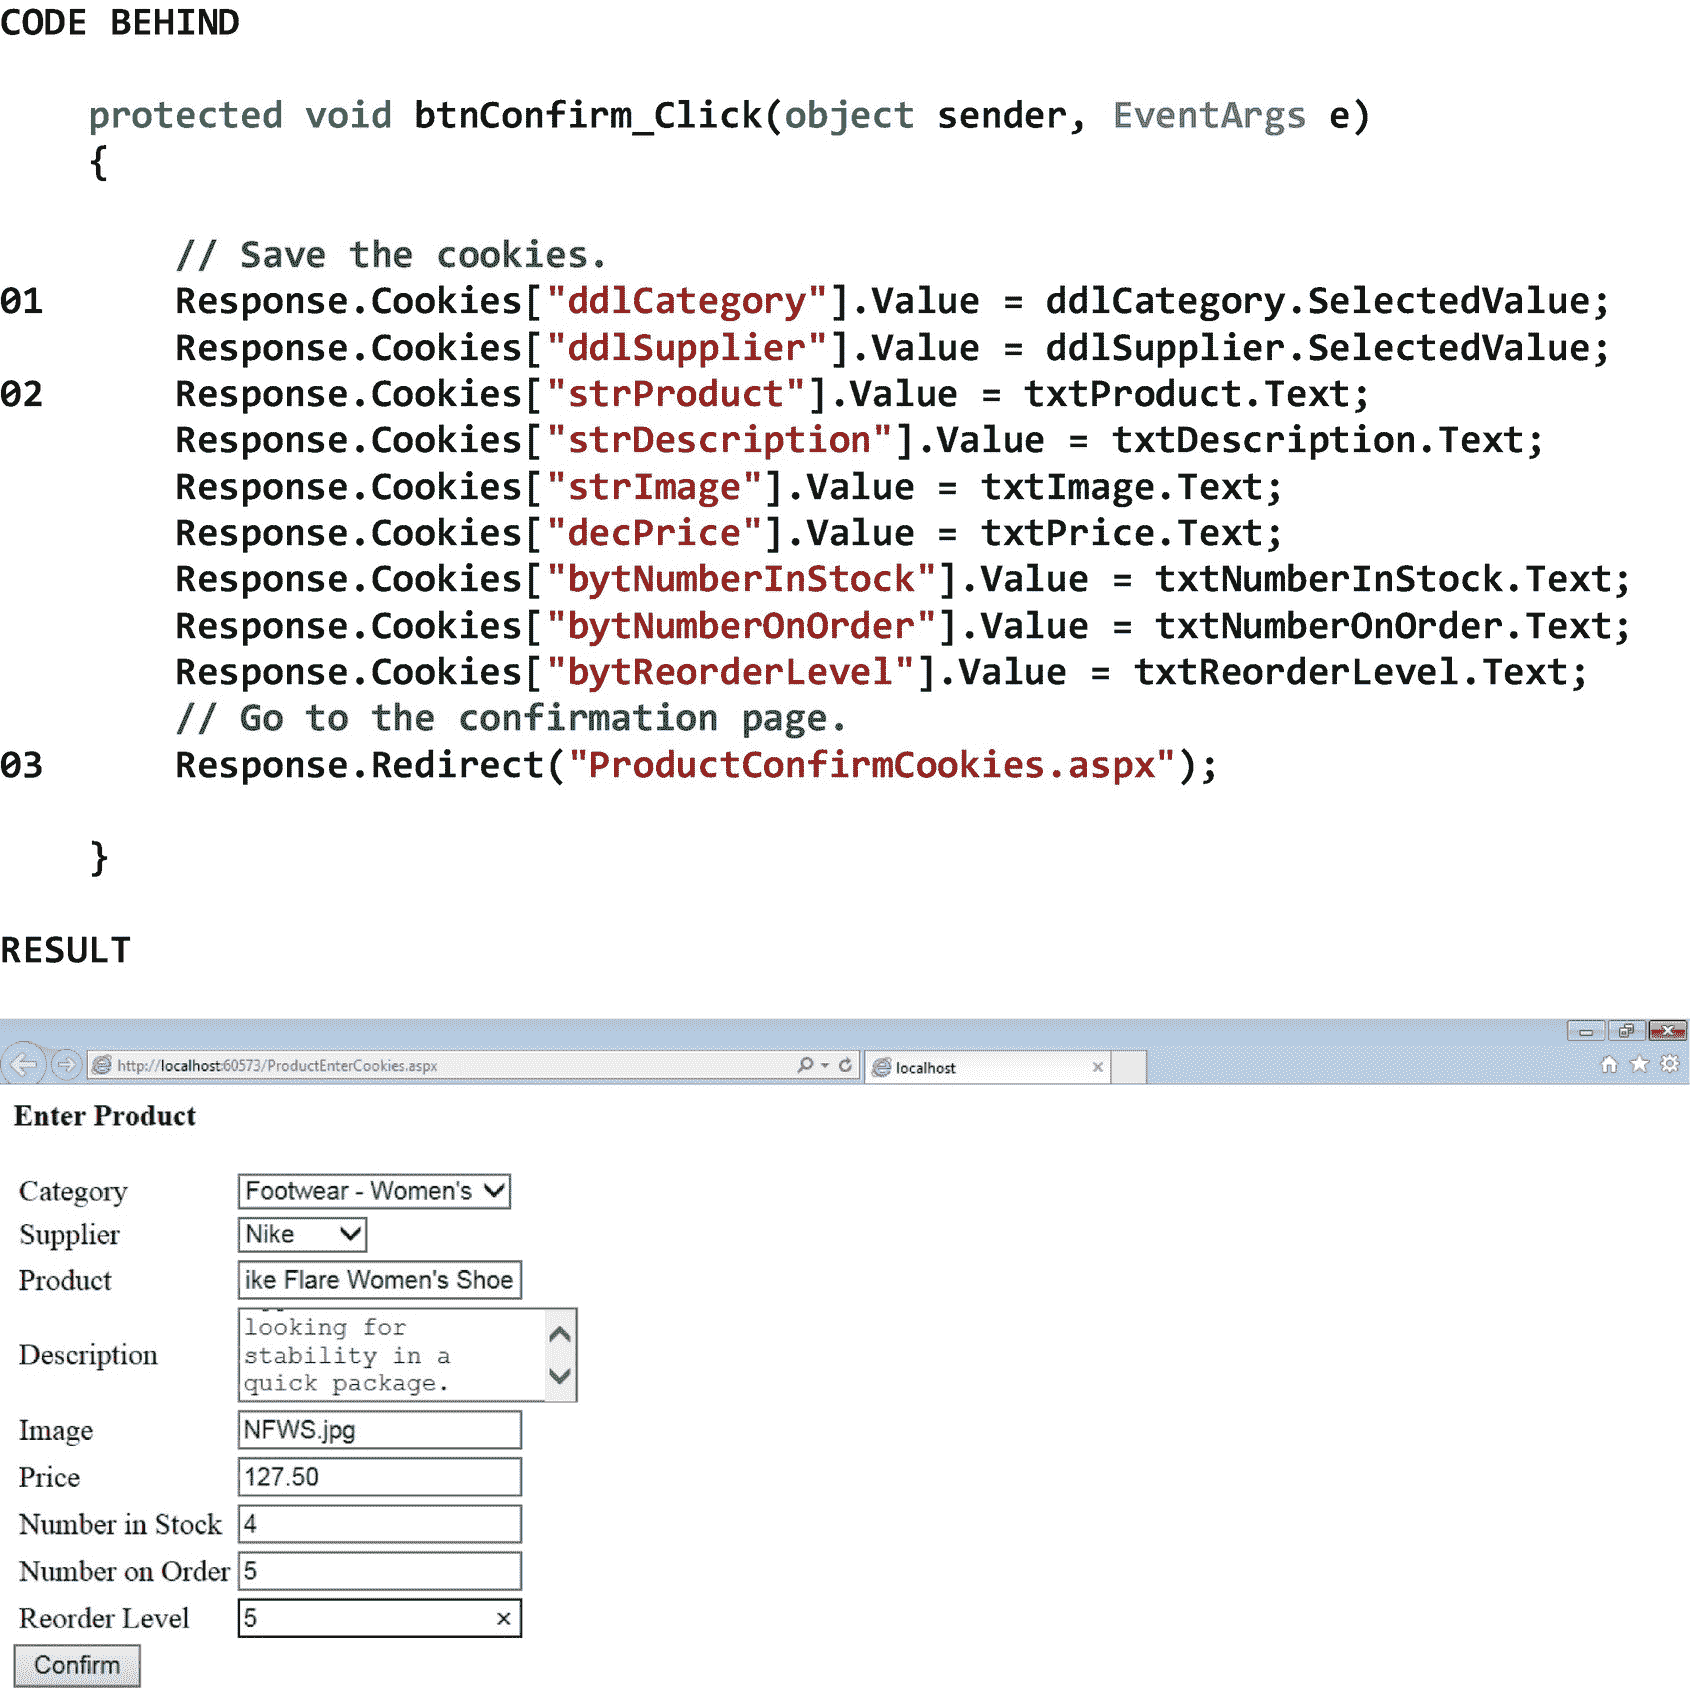 CODE BEHIND
protected void btnConfirm_Click(object sender, EventArgs e)
{
// Save the cookies.
01 Response.Cookies["ddlCategory"].Value = ddlCategory.SelectedValue;
Response.Cookies["ddlSupplier"].Value = ddlSupplier.SelectedValue;
02 Response.Cookies["strProduct"].Value = txtProduct.Text;
Response.Cookies["strDescription"].Value = txtDescription.Text;
Response.Cookies["strImage"].Value = txtImage.Text;
Response.Cookies["decPrice"].Value = txtPrice.Text;
Response.Cookies["bytNumberInStock"].Value = txtNumberInStock.Text;
Response.Cookies["bytNumberOnOrder"].Value = txtNumberOnOrder.Text;
Response.Cookies["bytReorderLevel"].Value = txtReorderLevel.Text;
// Go to the confirmation page.
03 Response.Redirect("ProductConfirmCookies.aspx");
}
RESULT
http://localhost:60573/ProductEnterCookies.aspx localhost
Enter Product
Category Footwear - Women's
Supplier Nike
Product ike Flare Women's Shoe
looking for
Description stability in a
quick package.
Image NFWS.jpg
Price 127.50
Number in Stock 4
Number on Order 5
Reorder Level 5
Confirm